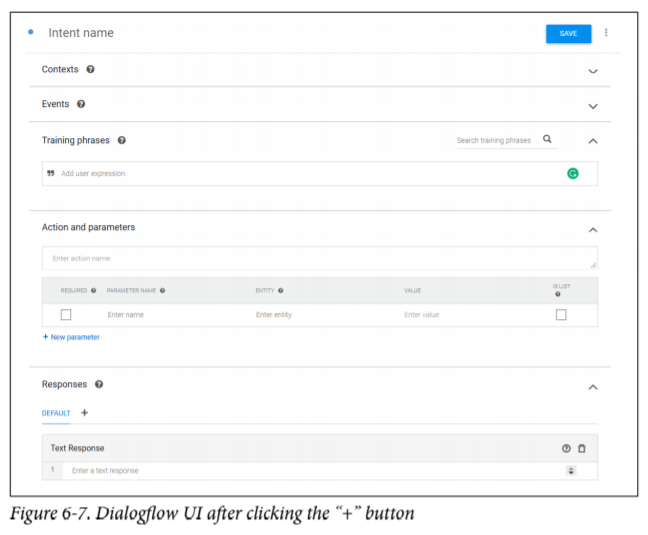 Intent name
SAVE
Contexts
Events
Training phrases
Search training phrases
Add user expression
Action and parameters
Enter action name
REQUIRED PARAMETER NAME ENTITY VALUE IS LIST
Enter name Enter entity Enter value
+ New parameter
Responses
DEFAULT +
Text Response
1 Enter a text response
Figure 6-7. Dialogflow UI after clicking the “+” button